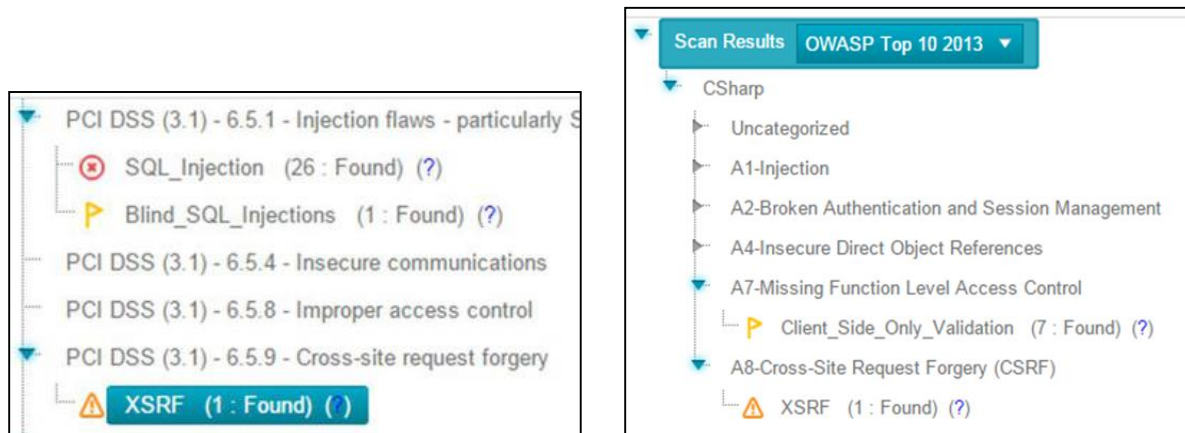 PCI DSS (3.1) - 6.5.1 - Injection flaws - particularly
SQL_Injection (26 : Found) (?)
Blind_SQL_Injections (1 : Found) (?)
PCI DSS (3.1) - 6.5.4 - Insecure communications
PCI DSS (3.1) - 6.5.8 - Improper access control
PCI DSS (3.1) - 6.5.9 - Cross-site request forgery
XSRF (1 : Found) (?)
Scan Results OWASP Top 10 2013
CSharp
Uncategorized
A1-Injection
A2-Broken Authentication and Session Management
A4-Insecure Direct Object References
A7-Missing Function Level Access Control
Client_Side_Only_Validation (7 : Found) (?)
A8-Cross-Site Request Forgery (CSRF)
XSRF (1 : Found) (?)